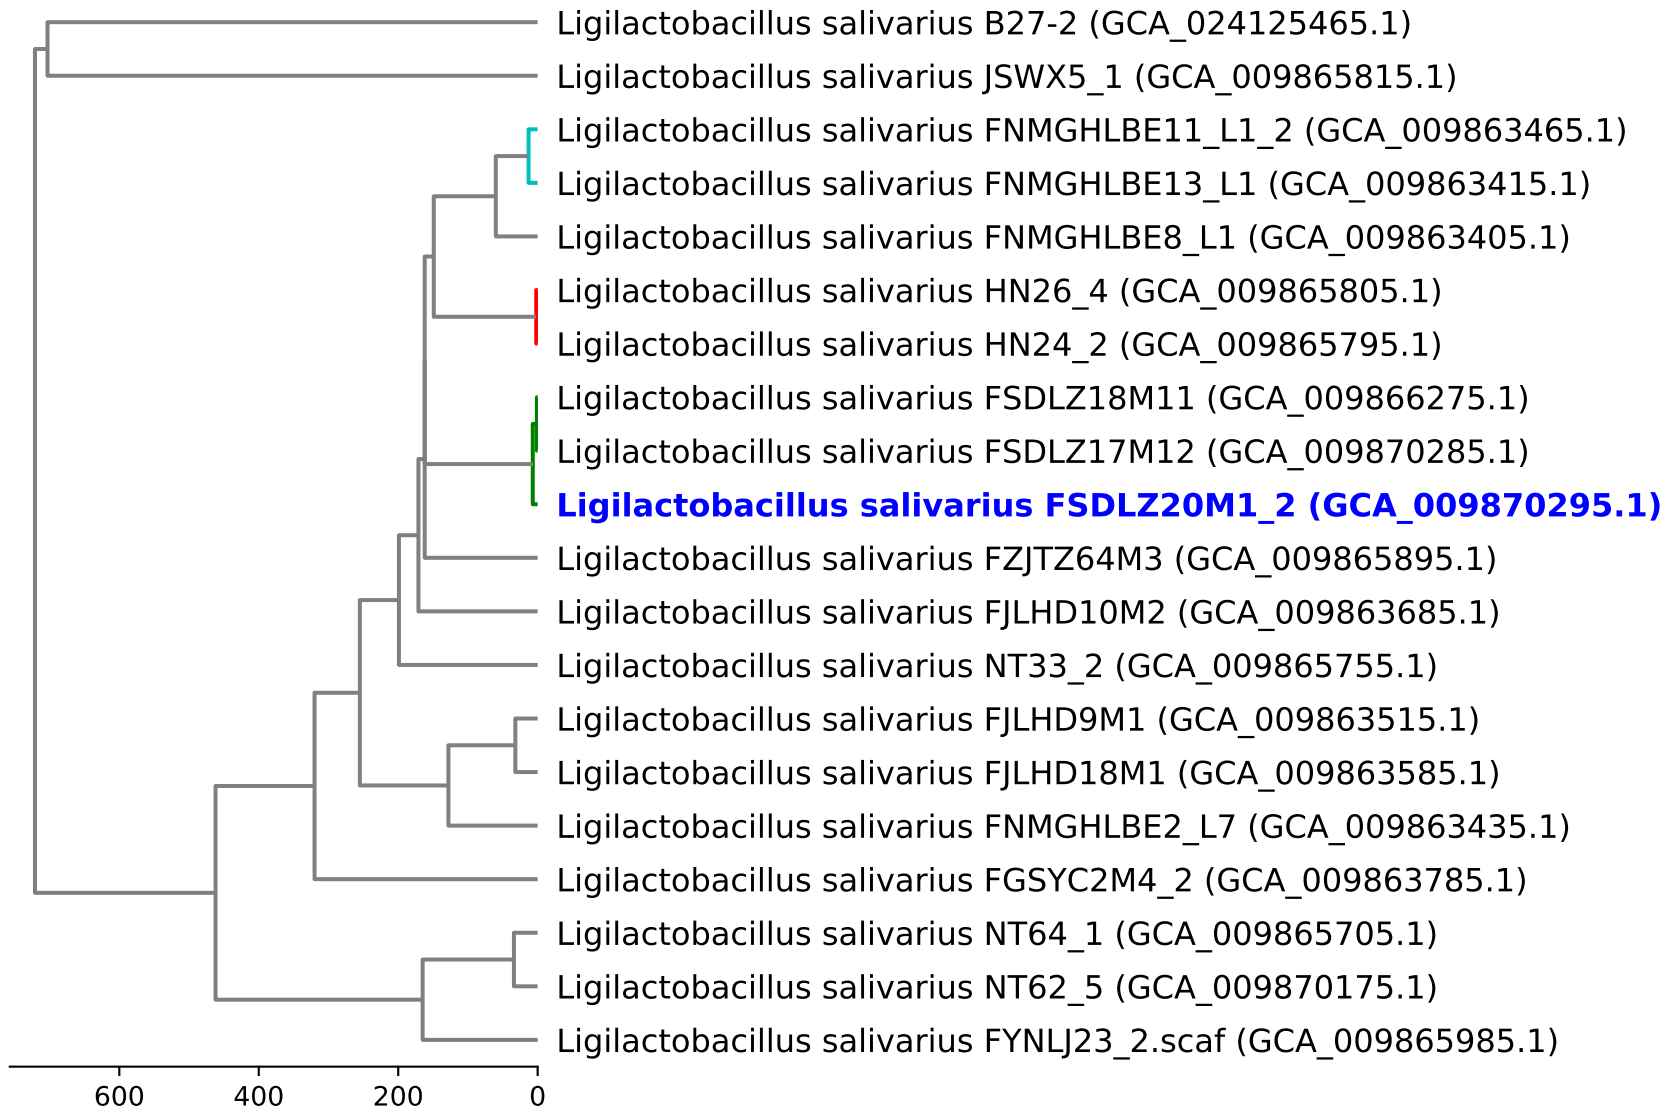 Ligilactobacillus salivarius B27-2 (GCA_024125465.1)
Ligilactobacillus salivarius JSWX5_1 (GCA_009865815.1)
Ligilactobacillus salivarius FNMGHLBE11_L1_2 (GCA_009863465.1)
Ligilactobacillus salivarius FNMGHLBE13_L1 (GCA_009863415.1)
Ligilactobacillus salivarius FNMGHLBE8_L1 (GCA_009863405.1)
Ligilactobacillus salivarius HN26_4 (GCA_009865805.1)
Ligilactobacillus salivarius HN24_2 (GCA_009865795.1)
Ligilactobacillus salivarius FSDLZ18M11 (GCA_009866275.1)
Ligilactobacillus salivarius FSDLZ17M12 (GCA_009870285.1)
Ligilactobacillus salivarius FSDLZ20M1_2 (GCA_009870295.1)
Ligilactobacillus salivarius FZJTZ64M3 (GCA_009865895.1)
Ligilactobacillus salivarius FJLHD10M2 (GCA_009863685.1)
Ligilactobacillus salivarius NT33_2 (GCA_009865755.1)
Ligilactobacillus salivarius FJLHD9M1 (GCA_009863515.1)
Ligilactobacillus salivarius FJLHD18M1 (GCA_009863585.1)
Ligilactobacillus salivarius FNMGHLBE2_L7 (GCA_009863435.1)
Ligilactobacillus salivarius FGSYC2M4_2 (GCA_009863785.1)
Ligilactobacillus salivarius NT64_1 (GCA_009865705.1)
Ligilactobacillus salivarius NT62_5 (GCA_009870175.1)
Ligilactobacillus salivarius FYNLJ23_2.scaf (GCA_009865985.1)
600 400 200 0